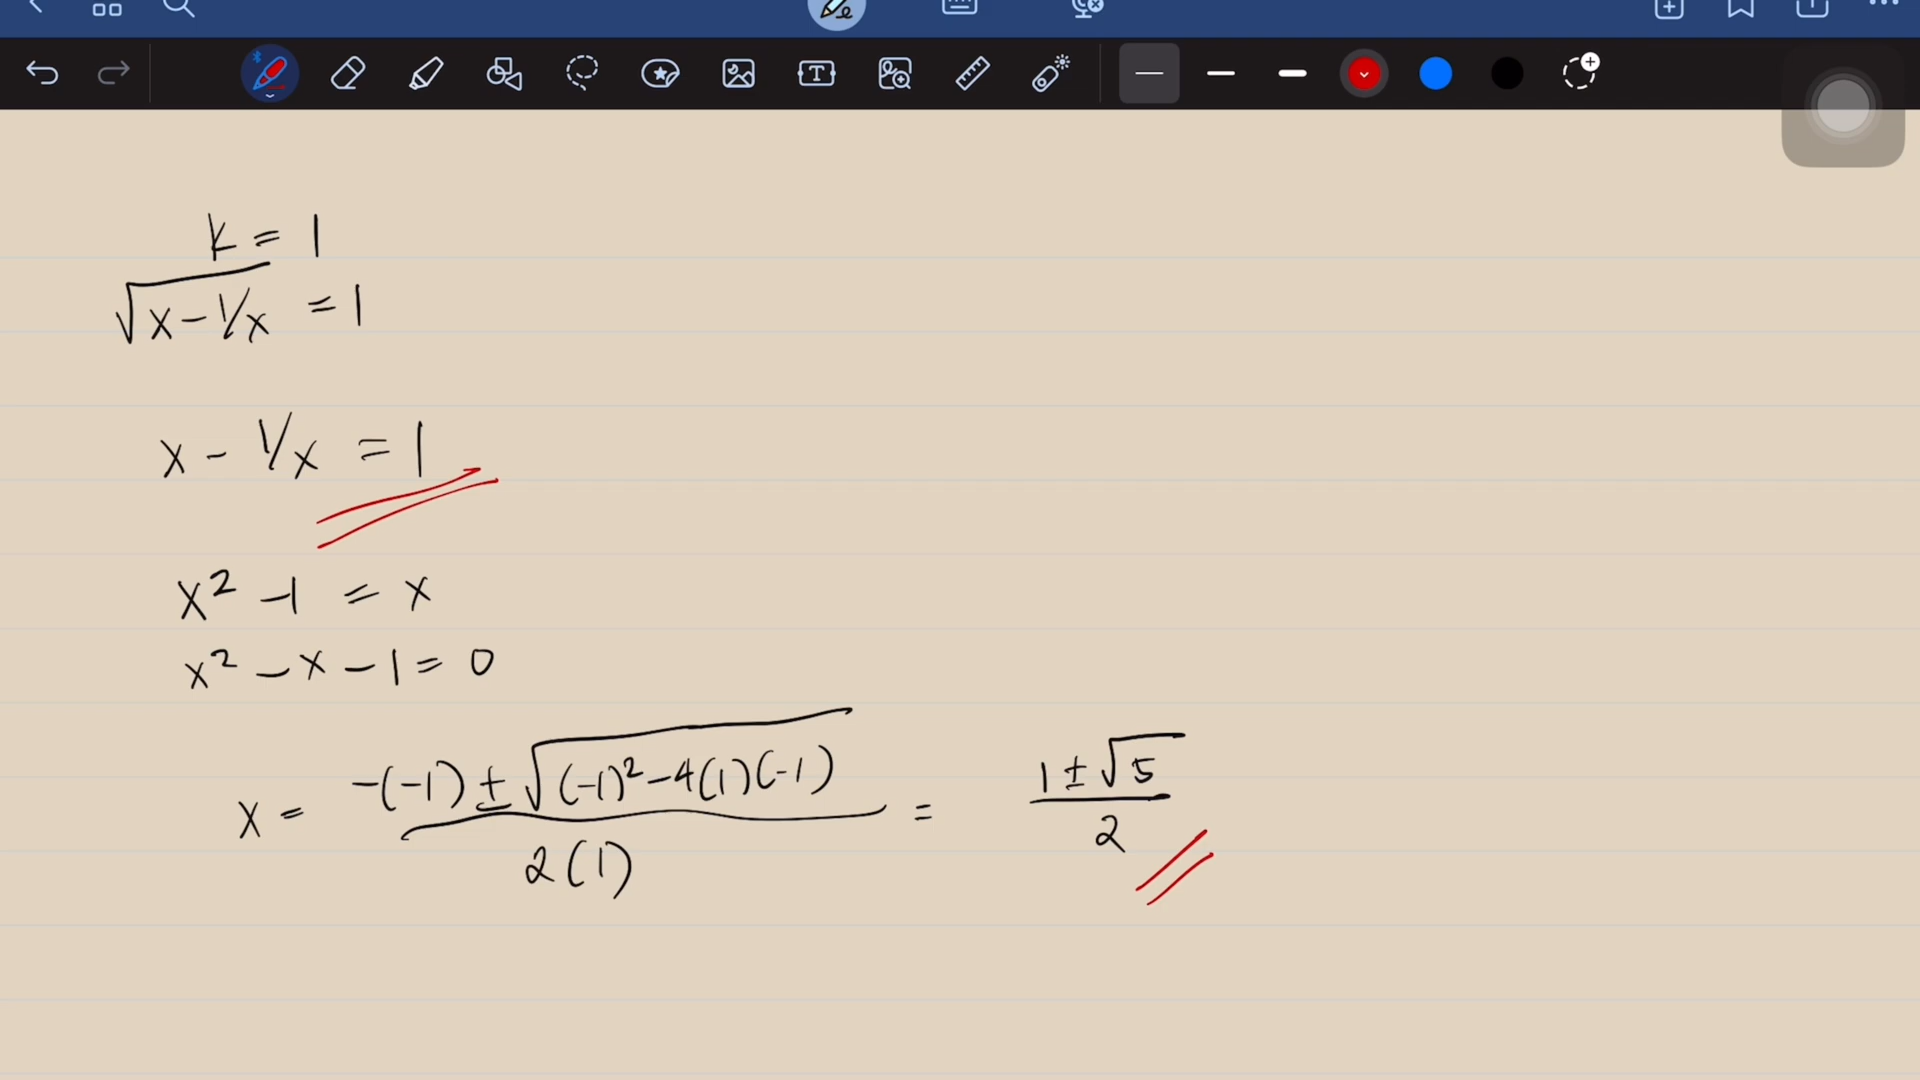 k = 1
√(x - 1/x) = 1
x - 1/x = 1
x² - 1 = x
x² - x - 1 = 0
x = (-(-1) ± √((-1)² - 4(1)(-1))) / 2(1) = (1 ± √5) / 2